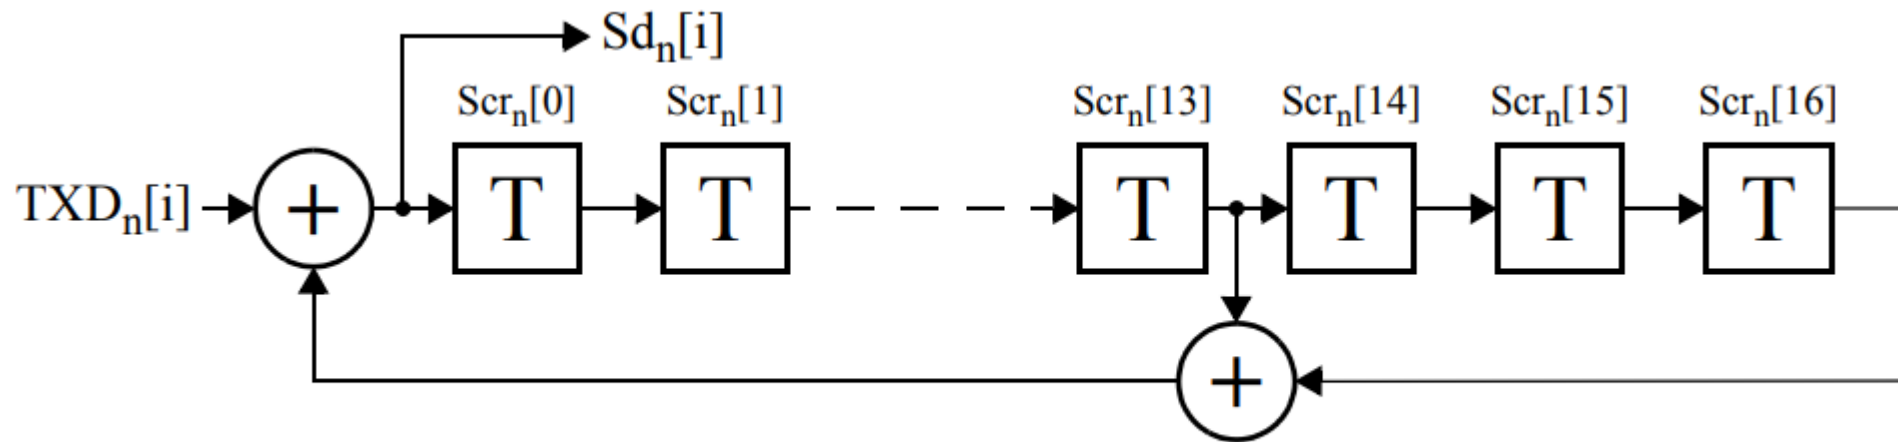 Sdₙ[i]
Scrₙ[0] Scrₙ[1] Scrₙ[13] Scrₙ[14] Scrₙ[15] Scrₙ[16]
TXDₙ[i] + T T T T T T
+